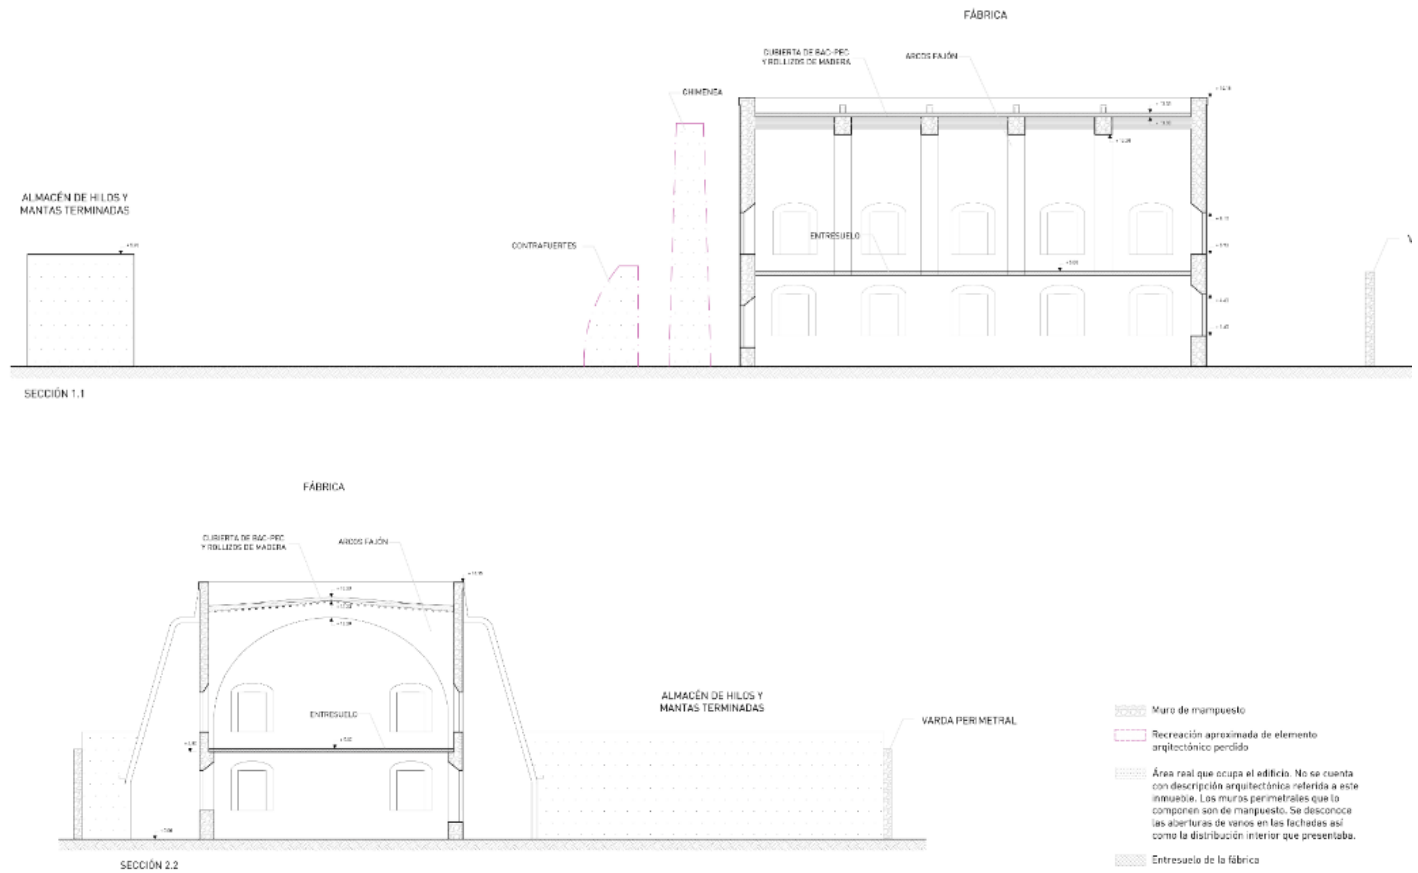 FÁBRICA
CUBIERTA DE BAC-PEC
Y ROLLIZOS DE MADERA
ARCOS FAJÓN
CHIMENEA
ALMACÉN DE HILOS Y
MANTAS TERMINADAS
CONTRAFUERTES
ENTRESUELO
V
SECCIÓN 1.1
FÁBRICA
CUBIERTA DE BAC-PEC
Y ROLLIZOS DE MADERA
ARCOS FAJÓN
ENTRESUELO
ALMACÉN DE HILOS Y
MANTAS TERMINADAS
VARDA PERIMETRAL
SECCIÓN 2.2
Muro de mampuesto
Recreación aproximada de elemento
arqitectónico perdido
Área real que ocupa el edificio. No se cuenta
con descripción arquitectónica referida a este
inmueble. Los muros perimetrales que lo
componen son de mampuesto. Se desconoce
las aberturas de vanos en las fachadas así
como la distribución interior que presentaba.
Entresuelo de la fábrica